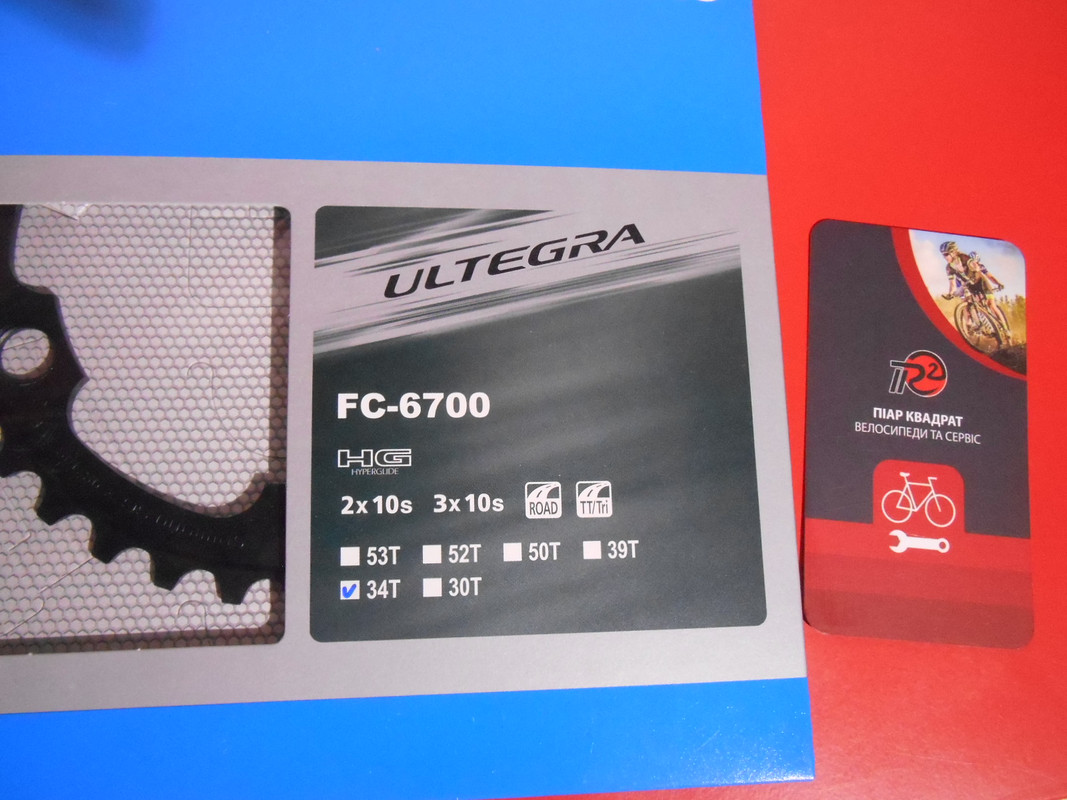 ULTEGRA
FC-6700
HG
HYPERGLIDE
2x10s 3x10s ROAD TT/Tri
53T 52T 50T 39T
34T 30T
ПR2
ПІАР КВАДРАТ
ВЕЛОСИПЕДИ ТА СЕРВІС